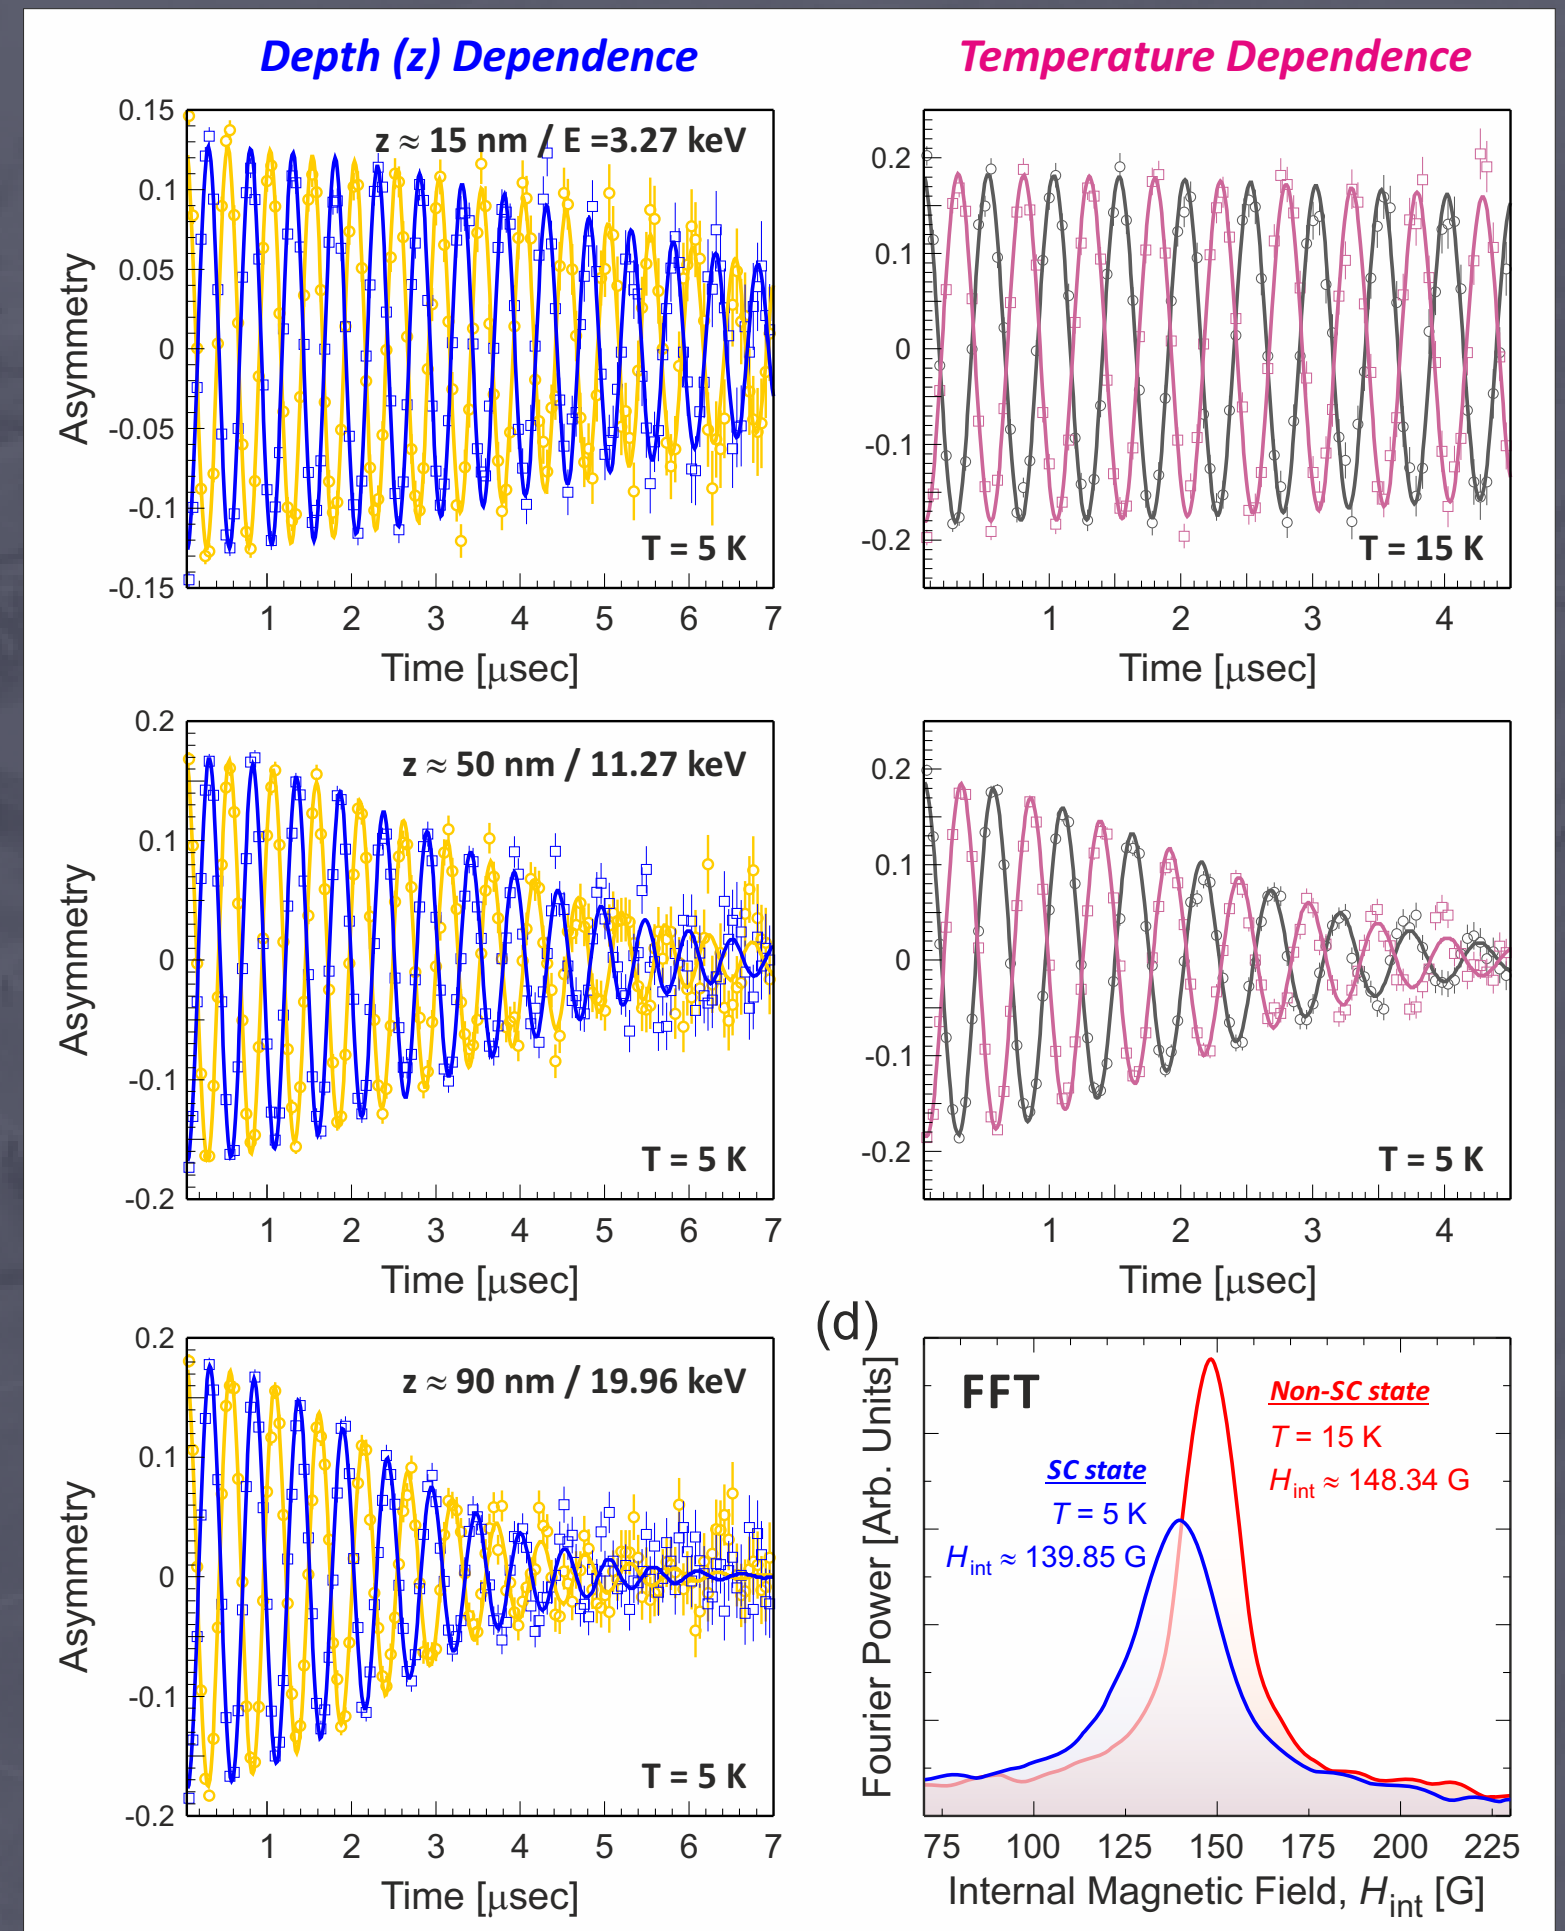 Depth (z) Dependence
Temperature Dependence
0.15
0.1
0.05
0
-0.05
-0.1
-0.15
Asymmetry
z ≈ 15 nm / E =3.27 keV
T = 5 K
1 2 3 4 5 6 7
Time [μsec]
0.2
0.1
0
-0.1
-0.2
T = 15 K
1 2 3 4
Time [μsec]
0.2
0.1
0
-0.1
-0.2
Asymmetry
z ≈ 50 nm / 11.27 keV
T = 5 K
1 2 3 4 5 6 7
Time [μsec]
0.2
0.1
0
-0.1
-0.2
T = 5 K
1 2 3 4
Time [μsec]
0.2
0.1
0
-0.1
-0.2
Asymmetry
z ≈ 90 nm / 19.96 keV
T = 5 K
1 2 3 4 5 6 7
Time [μsec]
(d)
Fourier Power [Arb. Units]
FFT
Non-SC state
T = 15 K
Hint ≈ 148.34 G
SC state
T = 5 K
Hint ≈ 139.85 G
75 100 125 150 175 200 225
Internal Magnetic Field, Hint [G]